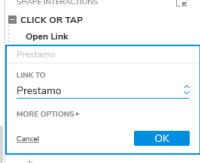 SHAPE INTERACTIONS
CLICK OR TAP
Open Link
Prestamo
LINK TO
Prestamo
MORE OPTIONS ▸
Cancel
OK